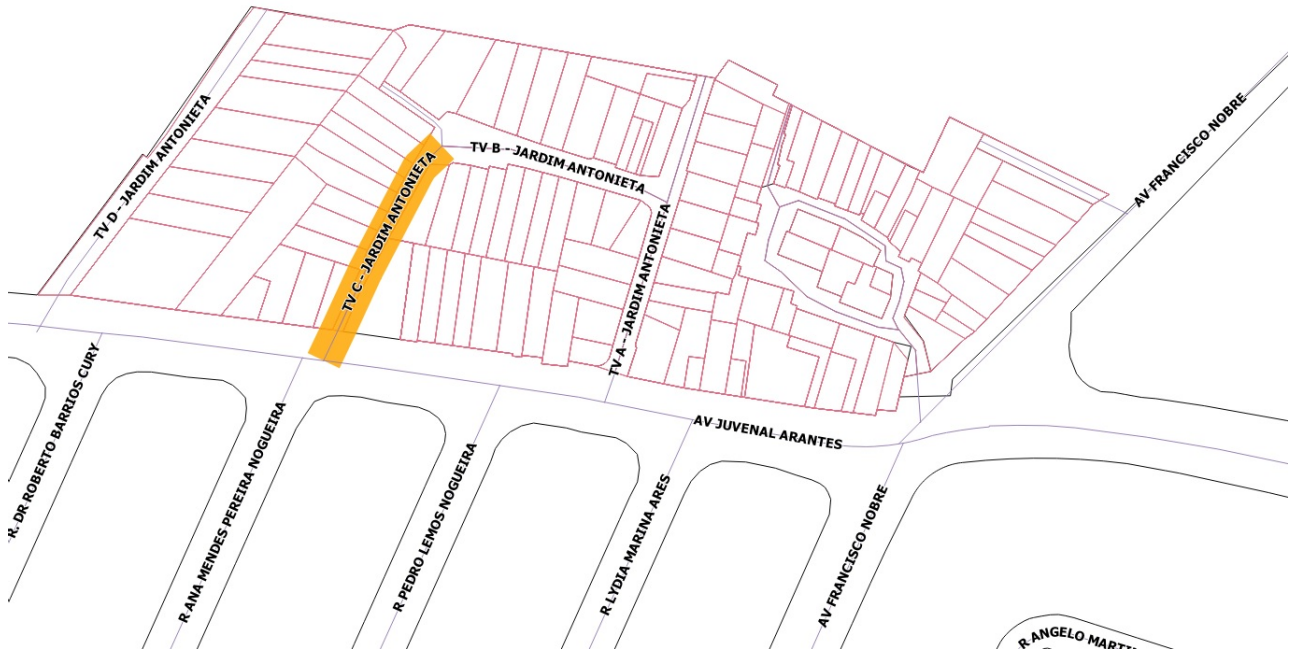 TV D - JARDIM ANTONIETA
TV C - JARDIM ANTONIETA
TV B - JARDIM ANTONIETA
TV A - JARDIM ANTONIETA
AV FRANCISCO NOBRE
AV JUVENAL ARANTES
R. DR ROBERTO BARRIOS CURY
R ANA MENDES PEREIRA NOGUEIRA
R PEDRO LEMOS NOGUEIRA
R LYDIA MARINA ARES
AV FRANCISCO NOBRE
R ANGELO